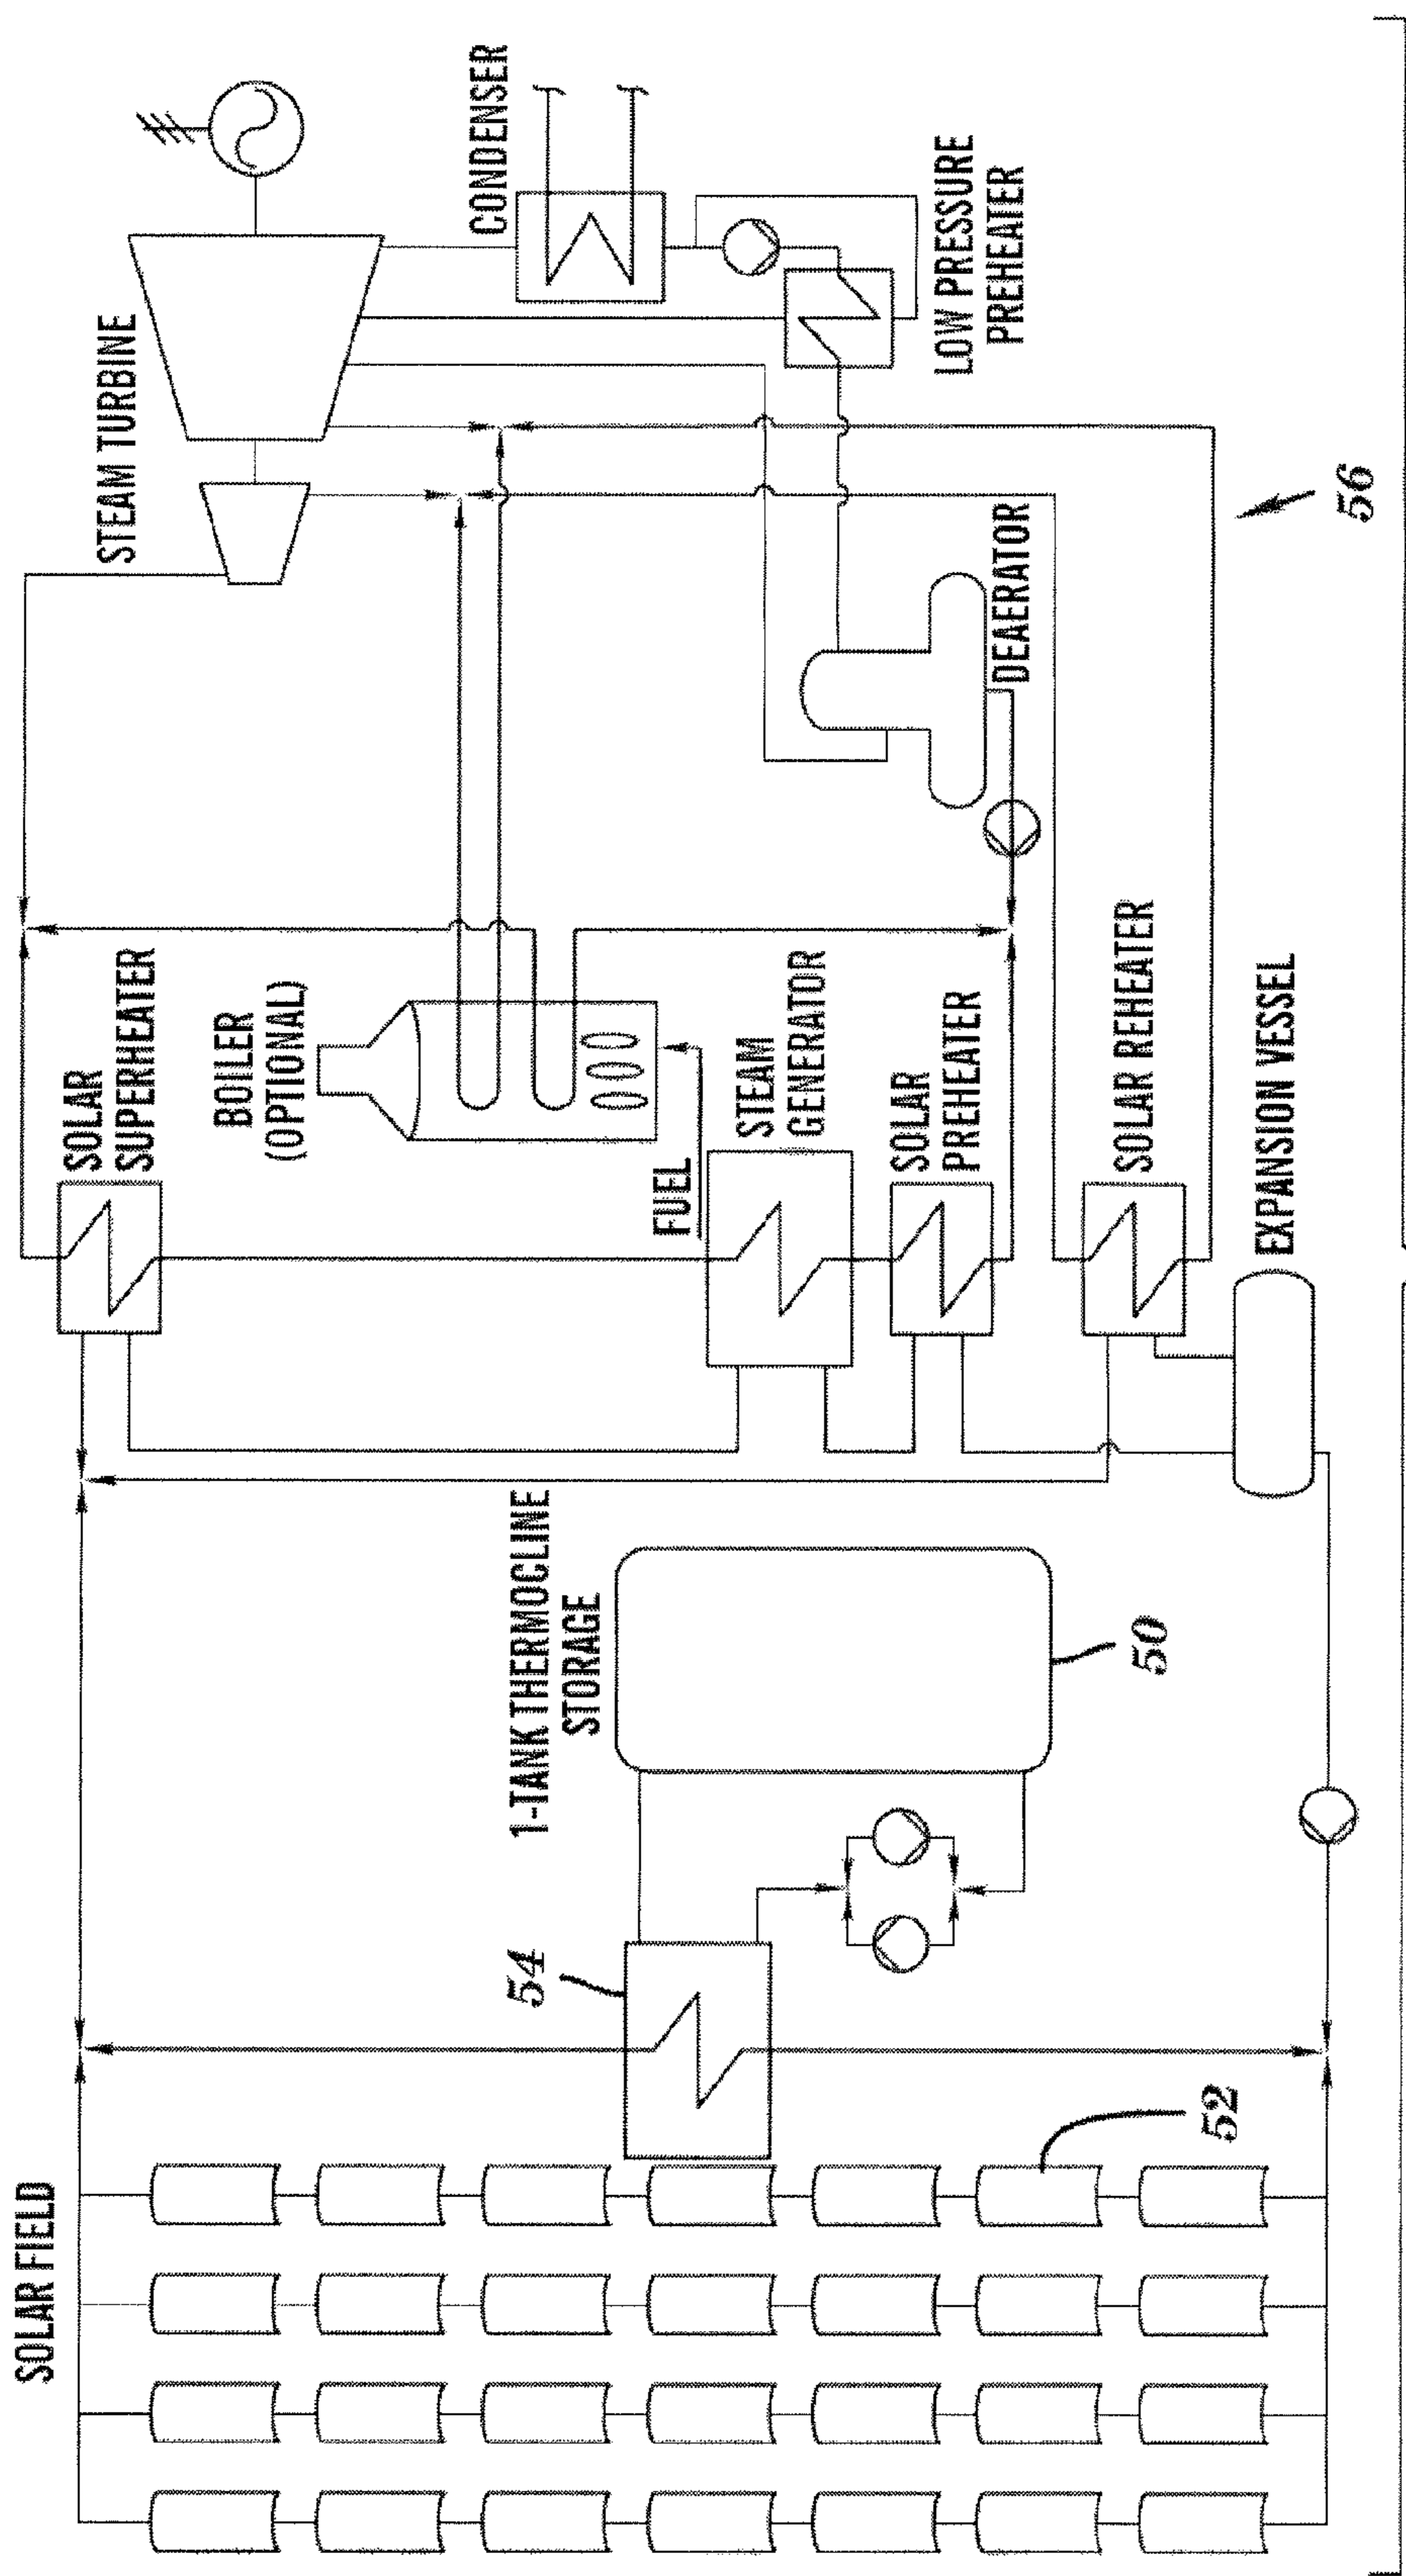 SOLAR FIELD
52
54
1-TANK THERMOCLINE
STORAGE
50
SOLAR
SUPERHEATER
BOILER
(OPTIONAL)
FUEL
STEAM
GENERATOR
SOLAR
PREHEATER
SOLAR REHEATER
EXPANSION VESSEL
STEAM TURBINE
CONDENSER
LOW PRESSURE
PREHEATER
DEAERATOR
56